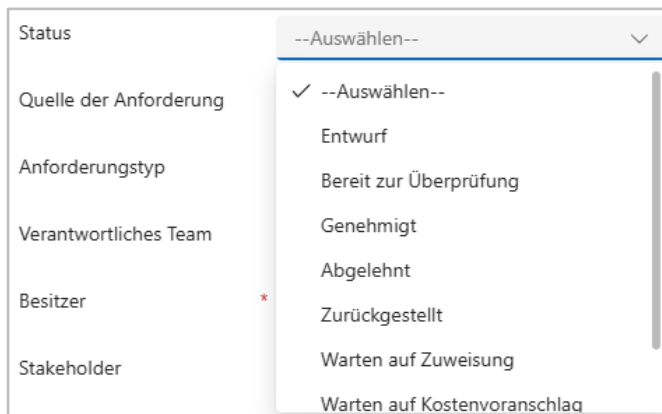 Status
--Auswählen--
--Auswählen--
Quelle der Anforderung
Entwurf
Anforderungstyp
Bereit zur Überprüfung
Verantwortliches Team
Genehmigt
Abgelehnt
Besitzer *
Zurückgestellt
Stakeholder
Warten auf Zuweisung
Warten auf Kostenvoranschlag